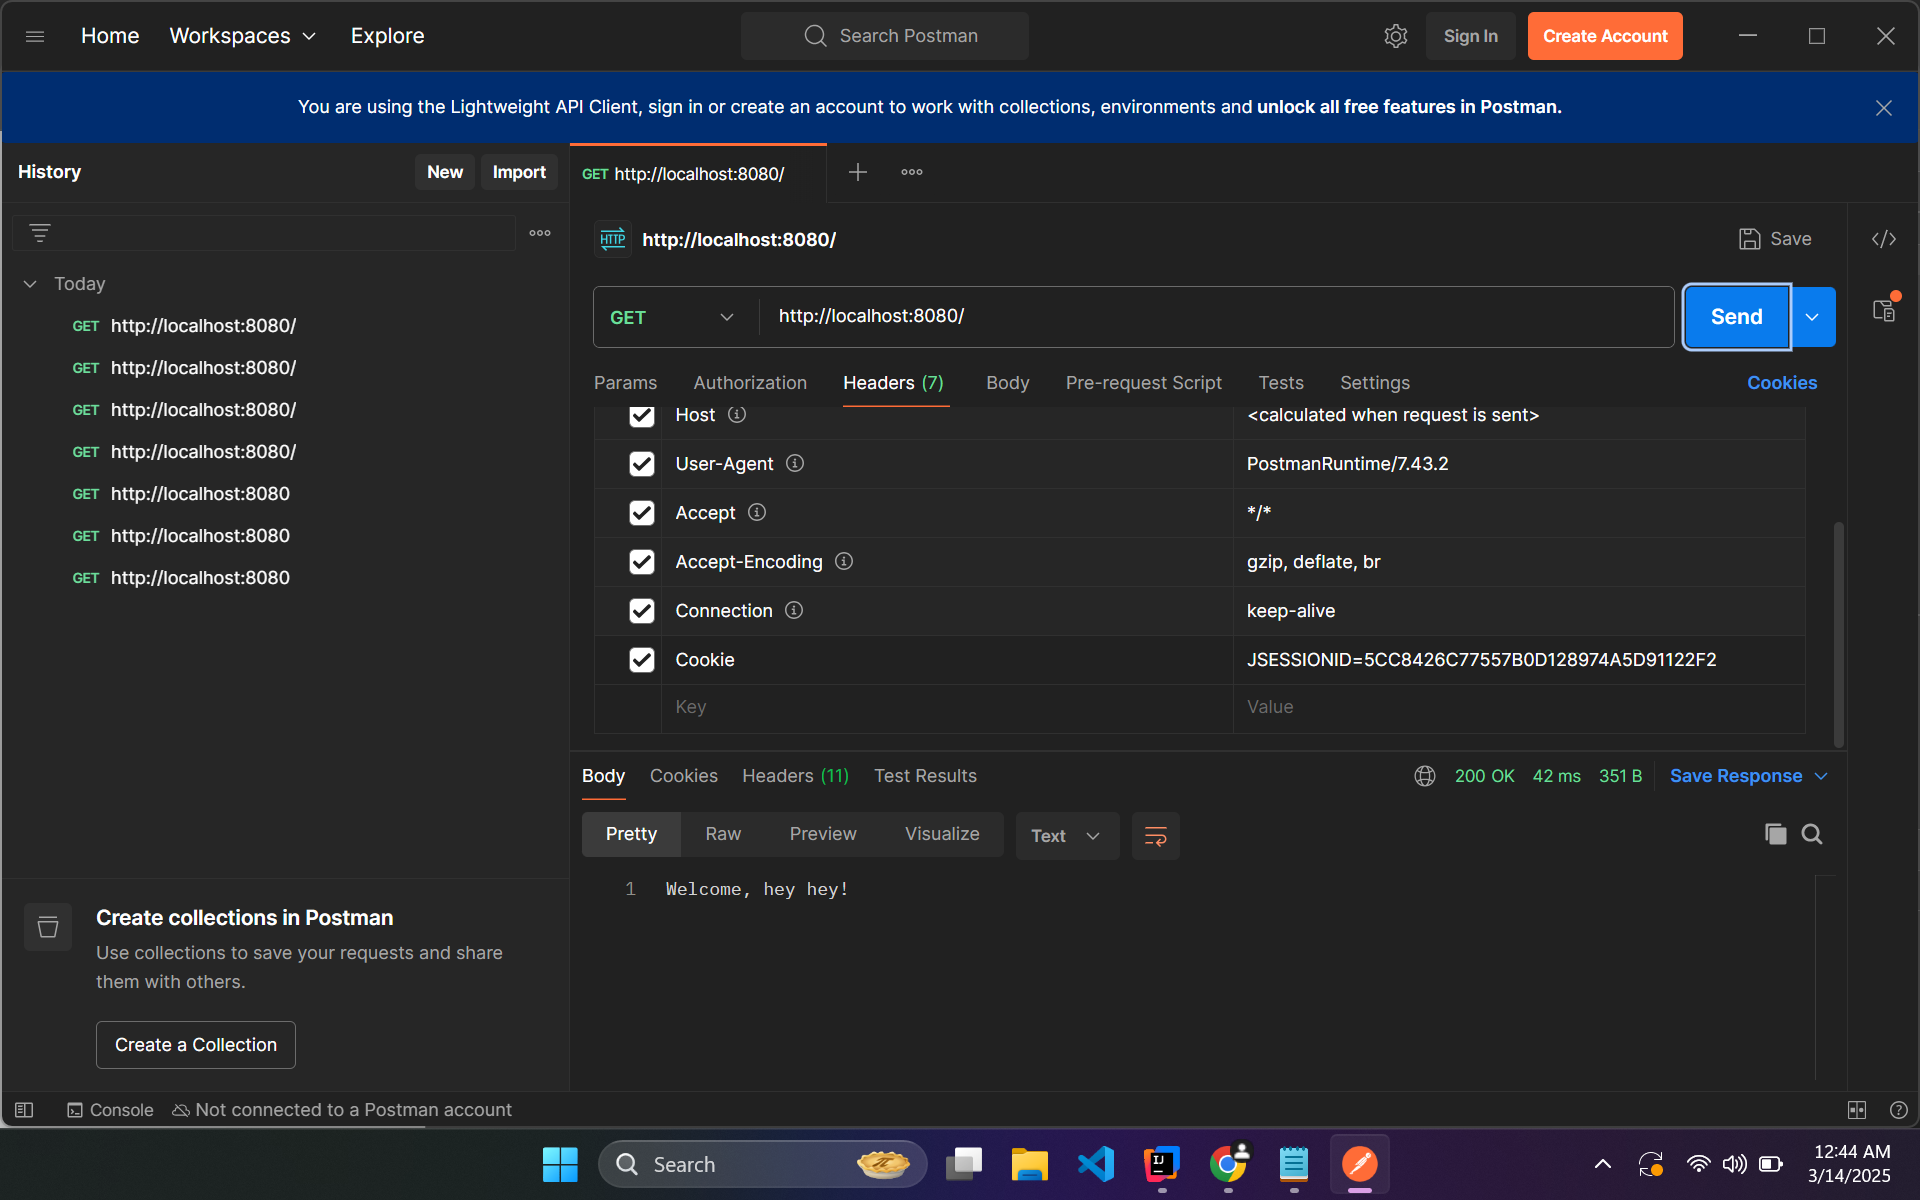 Home Workspaces Explore Search Postman Sign In Create Account
You are using the Lightweight API Client, sign in or create an account to work with collections, environments and unlock all free features in Postman.
History New Import
GET http://localhost:8080/
HTTP http://localhost:8080/ Save
Today
GET http://localhost:8080/
GET http://localhost:8080/
GET http://localhost:8080/
GET http://localhost:8080/
GET http://localhost:8080
GET http://localhost:8080
GET http://localhost:8080
GET http://localhost:8080/ Send
Params Authorization Headers (7) Body Pre-request Script Tests Settings Cookies
Host <calculated when request is sent>
User-Agent PostmanRuntime/7.43.2
Accept */*
Accept-Encoding gzip, deflate, br
Connection keep-alive
Cookie JSESSIONID=5CC8426C77557B0D128974A5D91122F2
Key Value
Body Cookies Headers (11) Test Results 200 OK 42 ms 351 B Save Response
Pretty Raw Preview Visualize Text
1 Welcome, hey hey!
Create collections in Postman
Use collections to save your requests and share
them with others.
Create a Collection
Console Not connected to a Postman account
Search
IJ
12:44 AM
3/14/2025